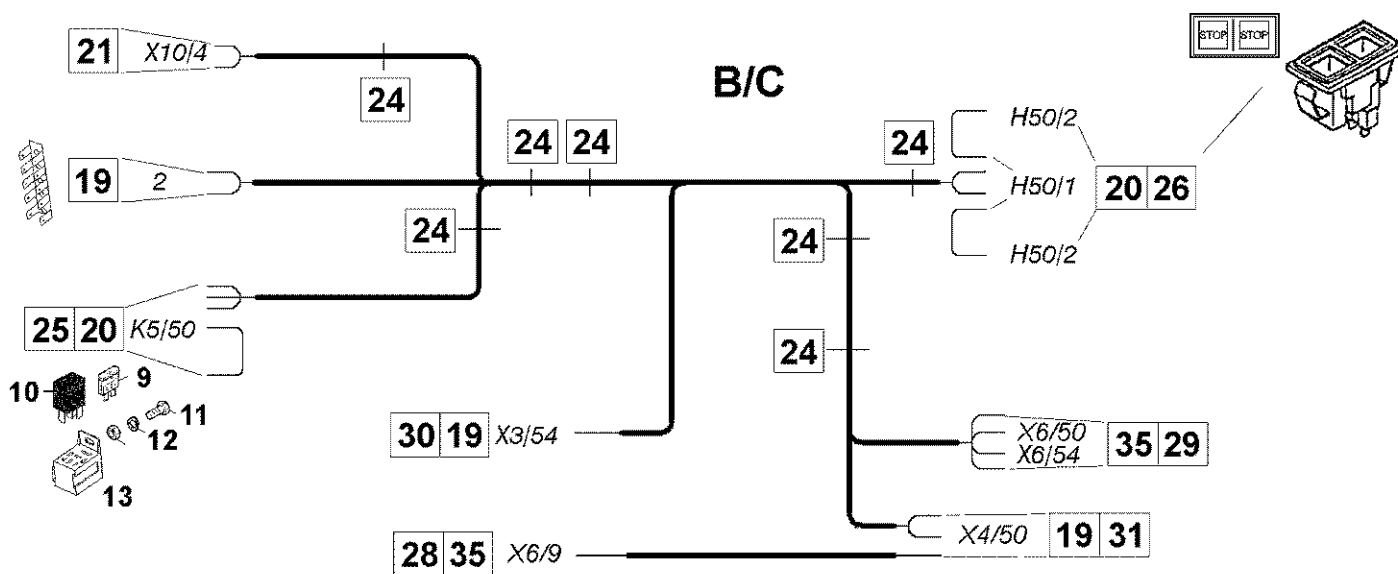 STOP STOP
21 X10/4
B/C
24
H50/2
24 24 24
19 2
H50/1 20 26
24
24
H50/2
25 20 K5/50
24
10 9
11
12
13
30 19 X3/54
X6/50
X6/54
35 29
X4/50 19 31
28 35 X6/9